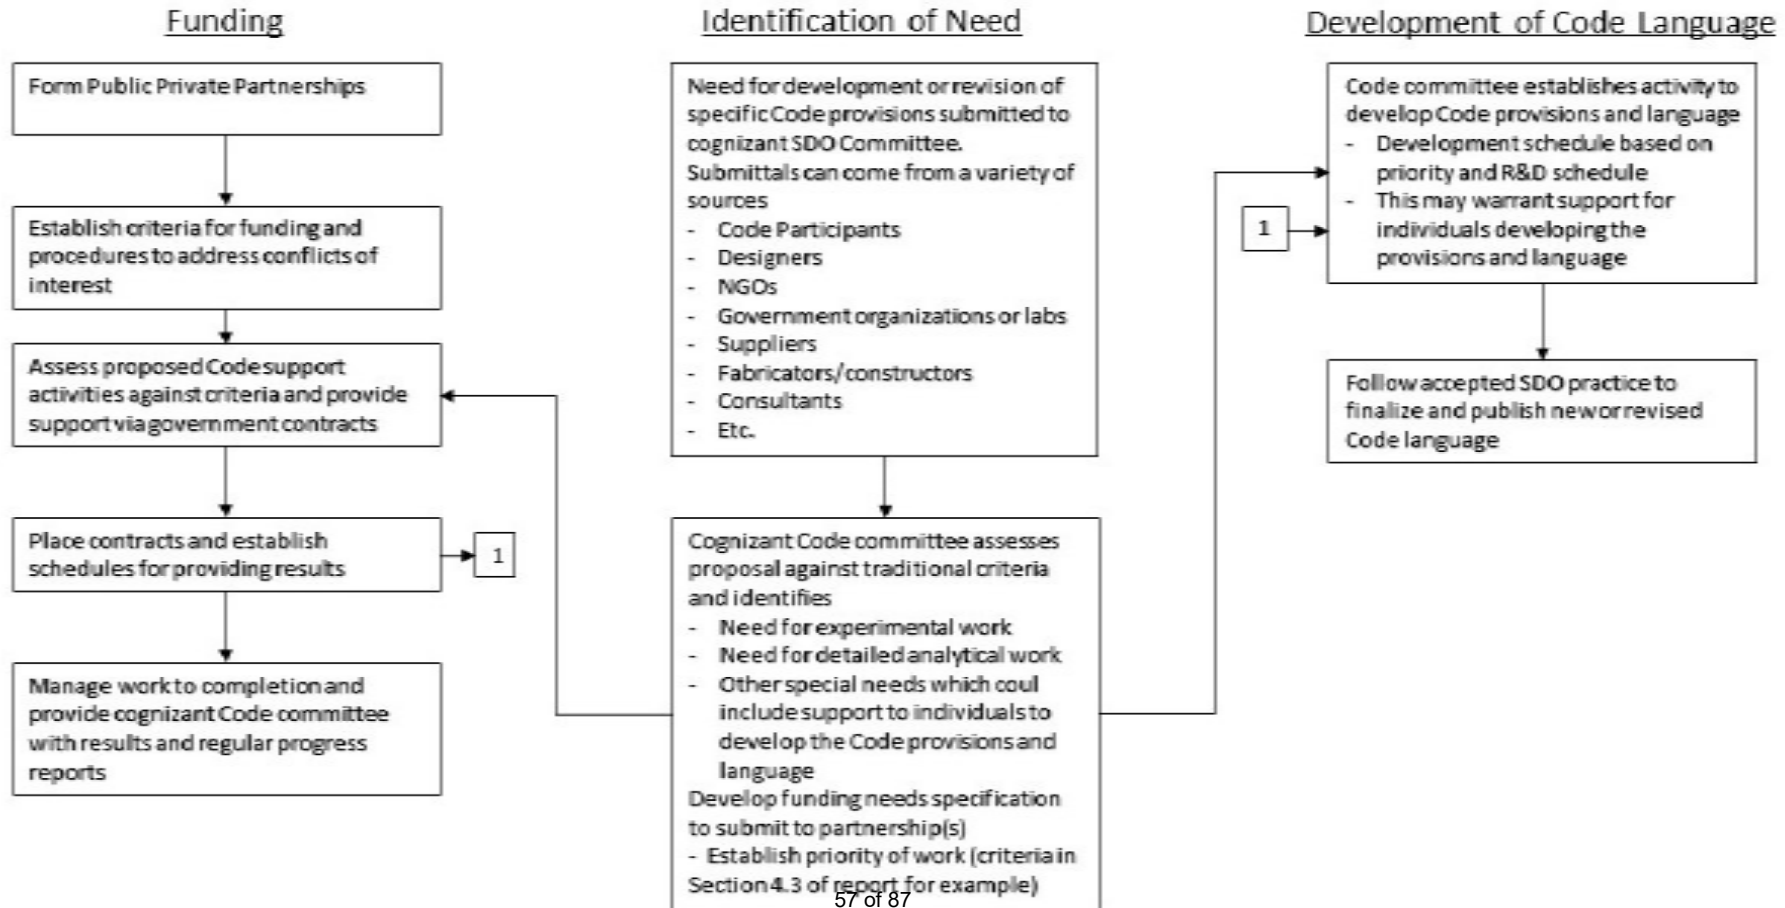 Funding
Form Public Private Partnerships
Establish criteria for funding and
procedures to address conflicts of
interest
Assess proposed Code support
activities against criteria and provide
support via government contracts
Place contracts and establish
schedules for providing results
1
Manage work to completion and
provide cognizant Code committee
with results and regular progress
reports
Identification of Need
Need for development or revision of
specific Code provisions submitted to
cognizant SDO Committee.
Submittals can come from a variety of
sources
- Code Participants
- Designers
- NGOs
- Government organizations or labs
- Suppliers
- Fabricators/constructors
- Consultants
- Etc.
Cognizant Code committee assesses
proposal against traditional criteria
and identifies
- Need for experimental work
- Need for detailed analytical work
- Other special needs which coul
include support to individuals to
develop the Code provisions and
language
Develop funding needs specification
to submit to partnership(s)
- Establish priority of work (criteria in
Section 4.3 of report for example)
Development of Code Language
Code committee establishes activity to
develop Code provisions and language
- Development schedule based on
priority and R&D schedule
- This may warrant support for
individuals developing the
provisions and language
1
Follow accepted SDO practice to
finalize and publish new or revised
Code language
57 of 87